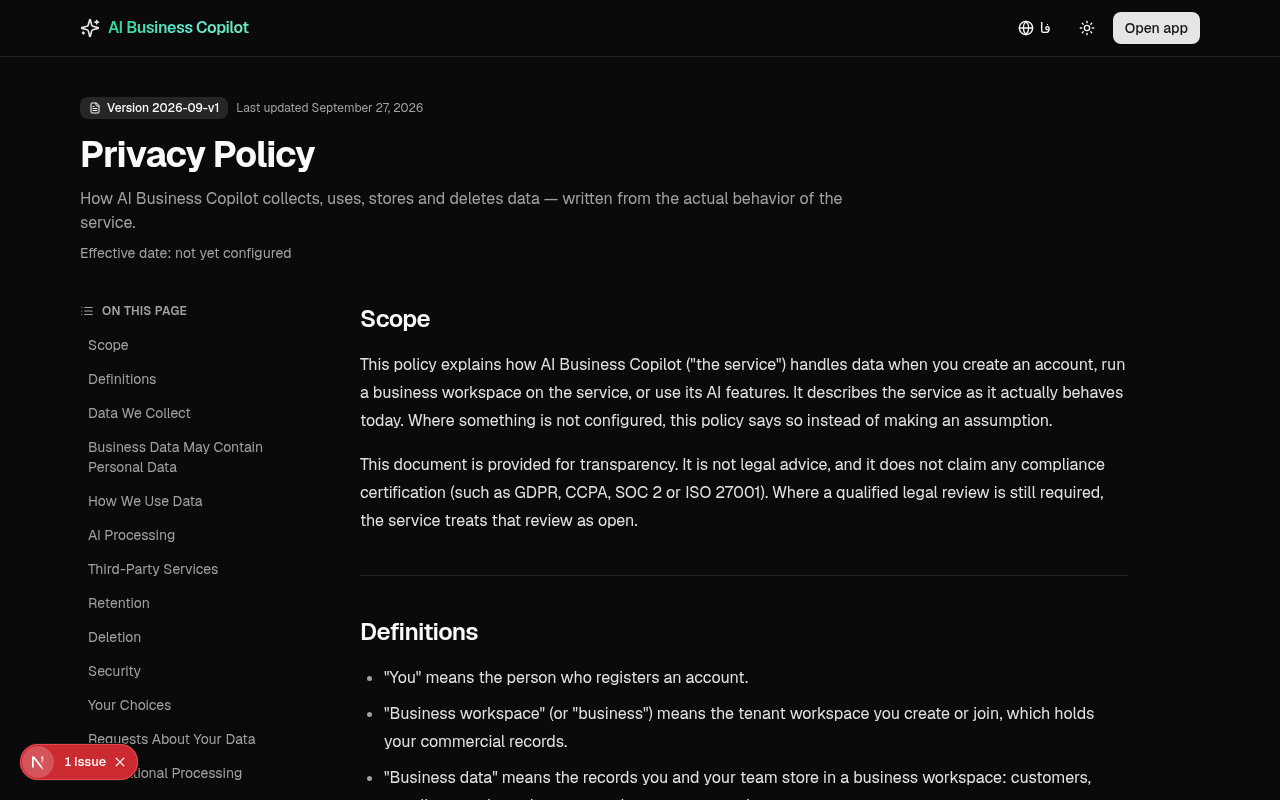 AI Business Copilot
فا
Open app
Version 2026-09-v1
Last updated September 27, 2026
Privacy Policy
How AI Business Copilot collects, uses, stores and deletes data — written from the actual behavior of the
service.
Effective date: not yet configured
ON THIS PAGE
Scope
Definitions
Data We Collect
Business Data May Contain
Personal Data
How We Use Data
AI Processing
Third-Party Services
Retention
Deletion
Security
Your Choices
Requests About Your Data
ional Processing
N
1 Issue
Scope
This policy explains how AI Business Copilot ("the service") handles data when you create an account, run
a business workspace on the service, or use its AI features. It describes the service as it actually behaves
today. Where something is not configured, this policy says so instead of making an assumption.
This document is provided for transparency. It is not legal advice, and it does not claim any compliance
certification (such as GDPR, CCPA, SOC 2 or ISO 27001). Where a qualified legal review is still required,
the service treats that review as open.
Definitions
"You" means the person who registers an account.
"Business workspace" (or "business") means the tenant workspace you create or join, which holds
your commercial records.
"Business data" means the records you and your team store in a business workspace: customers,